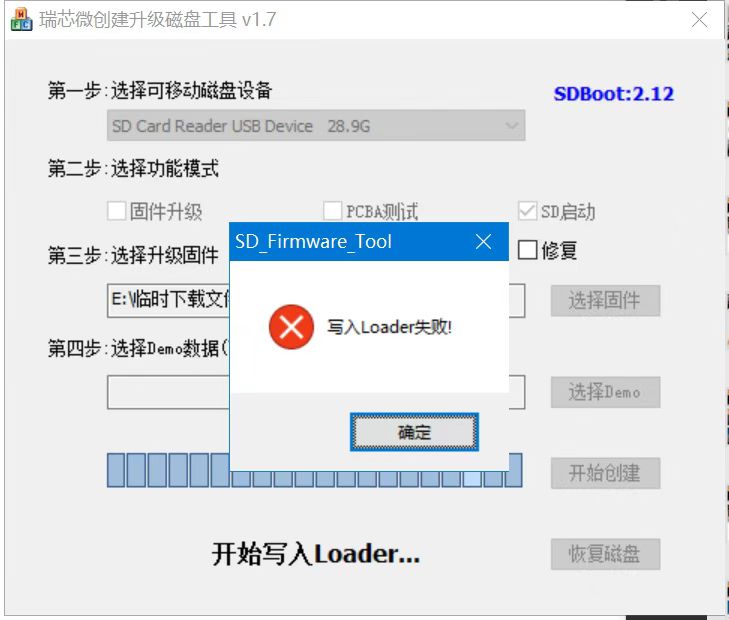 瑞芯微创建升级磁盘工具 v1.7
第一步:选择可移动磁盘设备
SDBoot:2.12
SD Card Reader USB Device 28.9G
第二步:选择功能模式
固件升级 PCBA测试 SD启动
SD_Firmware_Tool
第三步:选择升级固件
修复
E:\临时下载文
选择固件
写入Loader失败!
第四步:选择Demo数据(
选择Demo
确定
开始创建
开始写入Loader...
恢复磁盘